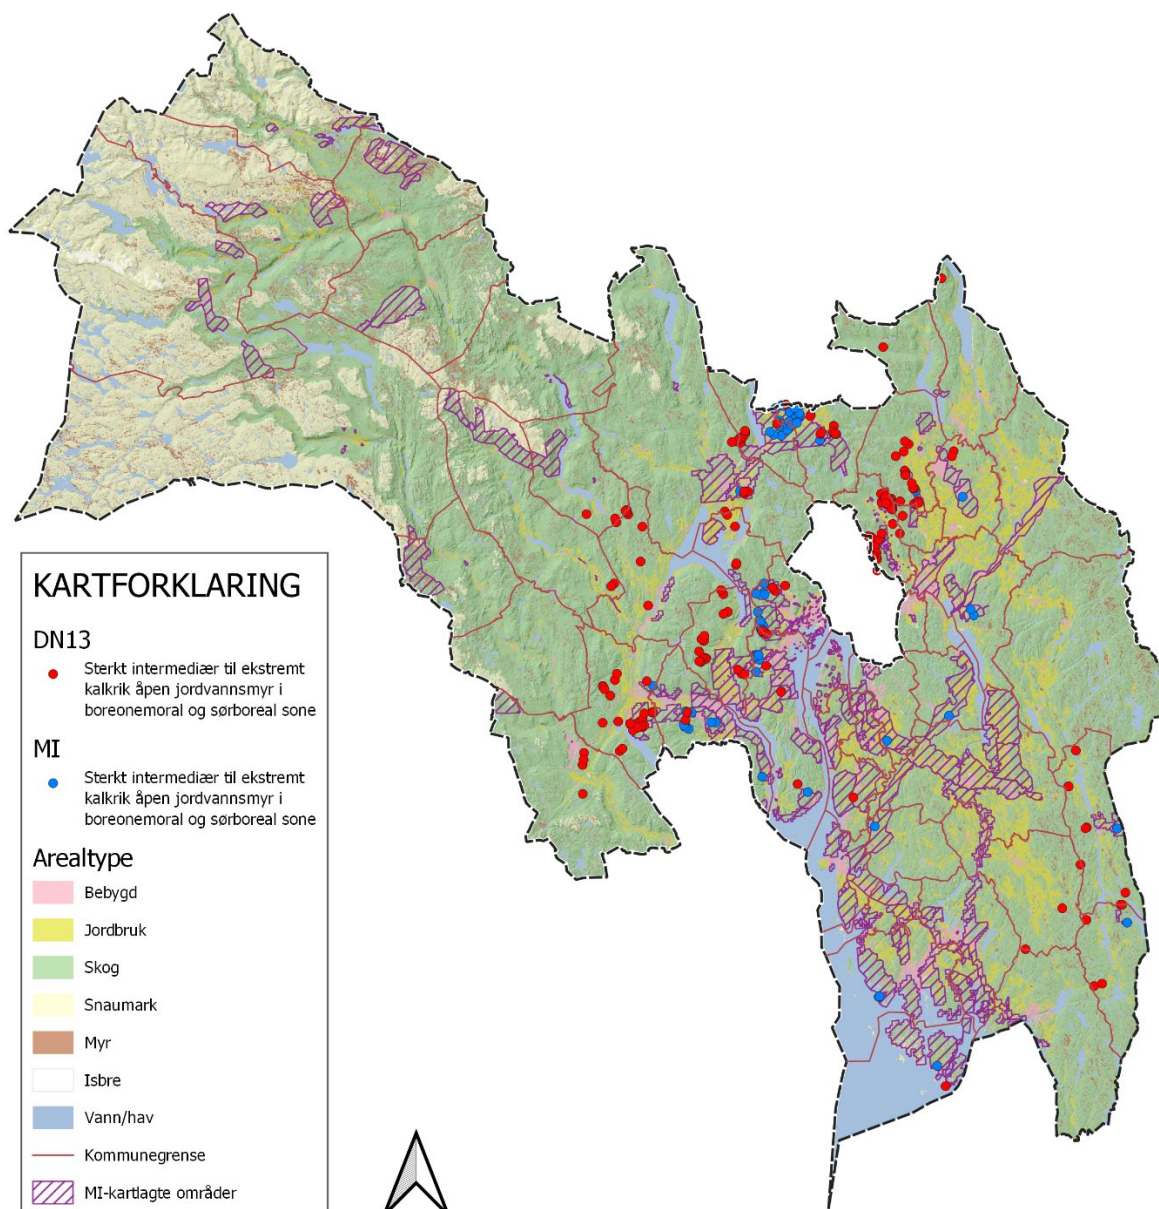 KARTFORKLARING
DN13
Sterkt intermediær til ekstremt
kalkrik åpen jordvannsmyr i
boreonemoral og sørboreal sone
MI
Sterkt intermediær til ekstremt
kalkrik åpen jordvannsmyr i
boreonemoral og sørboreal sone
Arealtype
Bebygd
Jordbruk
Skog
Snaumark
Myr
Isbre
Vann/hav
Kommunegrense
MI-kartlagte områder